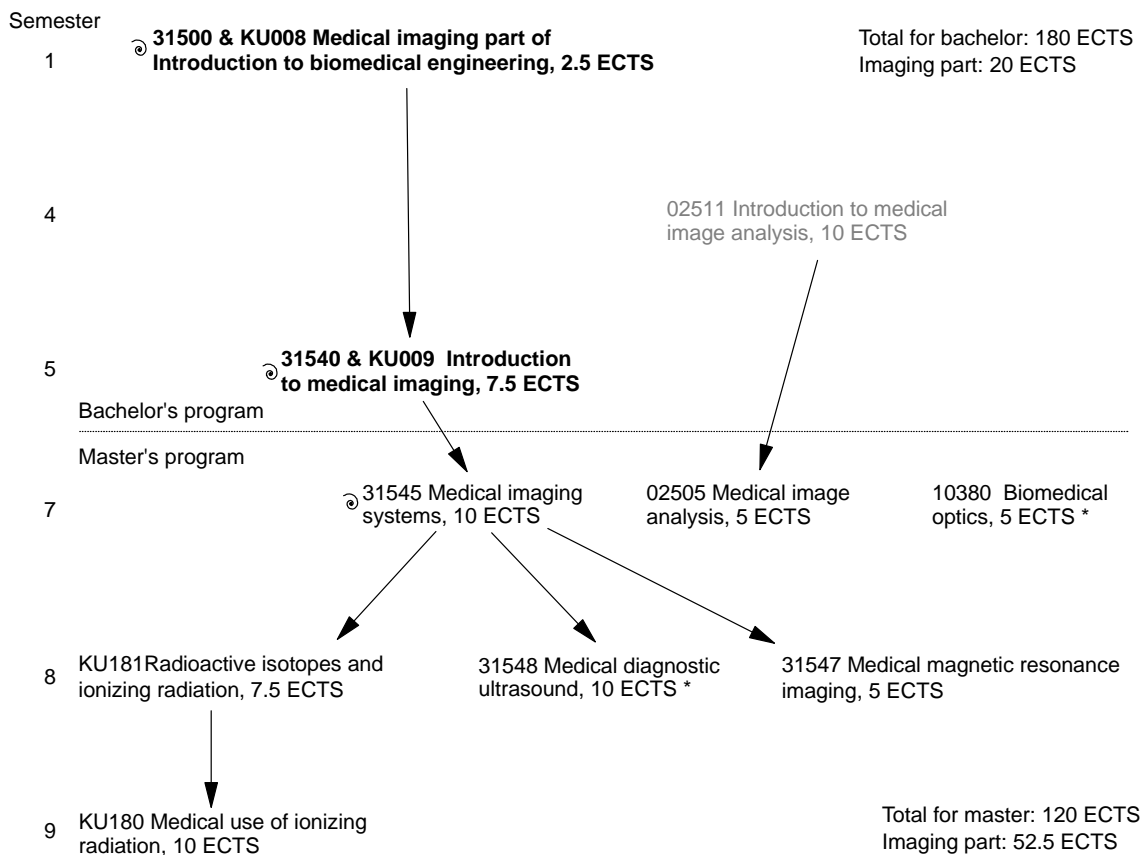 Semester
1
31500 & KU008 Medical imaging part of
Introduction to biomedical engineering, 2.5 ECTS
Total for bachelor: 180 ECTS
Imaging part: 20 ECTS
4
02511 Introduction to medical
image analysis, 10 ECTS
5
31540 & KU009  Introduction
to medical imaging, 7.5 ECTS
Bachelor's program
Master's program
7
31545 Medical imaging
systems, 10 ECTS
02505 Medical image
analysis, 5 ECTS
10380  Biomedical
optics, 5 ECTS *
8
KU181Radioactive isotopes and
ionizing radiation, 7.5 ECTS
31548 Medical diagnostic
ultrasound, 10 ECTS *
31547 Medical magnetic resonance
imaging, 5 ECTS
9
KU180 Medical use of ionizing
radiation, 10 ECTS
Total for master: 120 ECTS
Imaging part: 52.5 ECTS